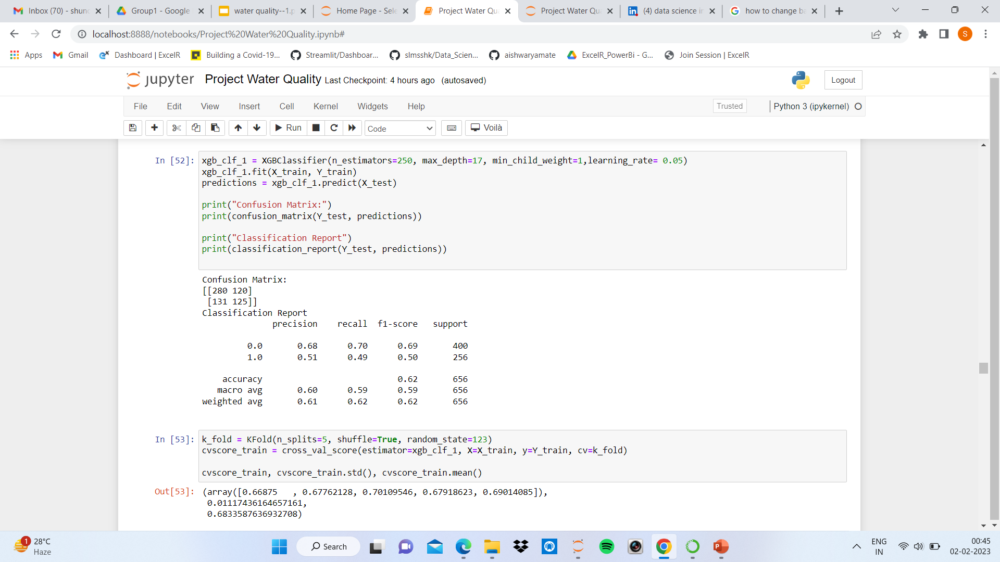 Inbox (70) - shun
Group1 - Google
water quality--1.p
Home Page - Sele
Project Water Qu
Project Water Qu
(4) data science in
how to change ba
localhost:8888/notebooks/Project%20Water%20Quality.ipynb#
S
Apps
Gmail
Dashboard | ExcelR
Building a Covid-19...
Streamlit/Dashboar...
slmsshk/Data_Scien...
aishwaryamate
ExcelR_PowerBi - G...
Join Session | ExcelR
jupyter Project Water Quality Last Checkpoint: 4 hours ago (autosaved)
Logout
File Edit View Insert Cell Kernel Widgets Help
Trusted
Python 3 (ipykernel)
Run
Code
Voilà
In [52]: xgb_clf_1 = XGBClassifier(n_estimators=250, max_depth=17, min_child_weight=1,learning_rate= 0.05)
xgb_clf_1.fit(X_train, Y_train)
predictions = xgb_clf_1.predict(X_test)
print("Confusion Matrix:")
print(confusion_matrix(Y_test, predictions))
print("Classification Report")
print(classification_report(Y_test, predictions))
Confusion Matrix:
[[280 120]
[131 125]]
Classification Report
precision recall f1-score support
0.0 0.68 0.70 0.69 400
1.0 0.51 0.49 0.50 256
accuracy 0.62 656
macro avg 0.60 0.59 0.59 656
weighted avg 0.61 0.62 0.62 656
In [53]: k_fold = KFold(n_splits=5, shuffle=True, random_state=123)
cvscore_train = cross_val_score(estimator=xgb_clf_1, X=X_train, y=Y_train, cv=k_fold)
cvscore_train, cvscore_train.std(), cvscore_train.mean()
Out[53]: (array([0.66875   , 0.67762128, 0.70109546, 0.67918623, 0.69014085]),
0.01117436164657161,
0.6833587636932708)
1
28°C
Haze
Search
ENG
IN
00:45
02-02-2023